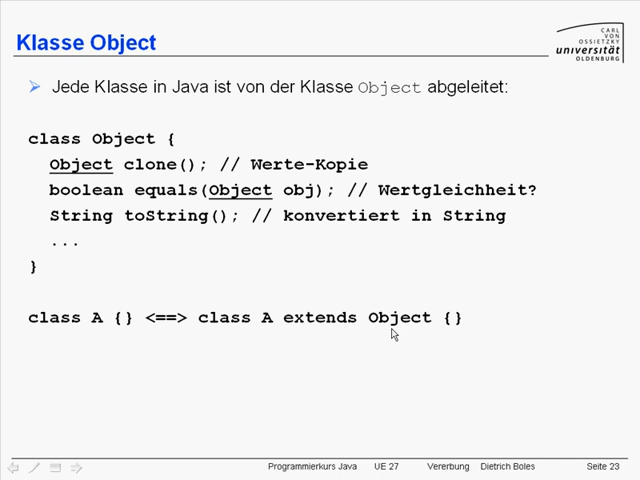 Klasse Object
CARL
VON
OSSIETZKY
universität
OLDENBURG
Jede Klasse in Java ist von der Klasse Object abgeleitet:
class Object {
Object clone(); // Werte-Kopie
boolean equals(Object obj); // Wertgleichheit?
String toString(); // konvertiert in String
...
}
class A {} <==> class A extends Object {}
Programmierkurs Java UE 27 Vererbung Dietrich Boles Seite 23